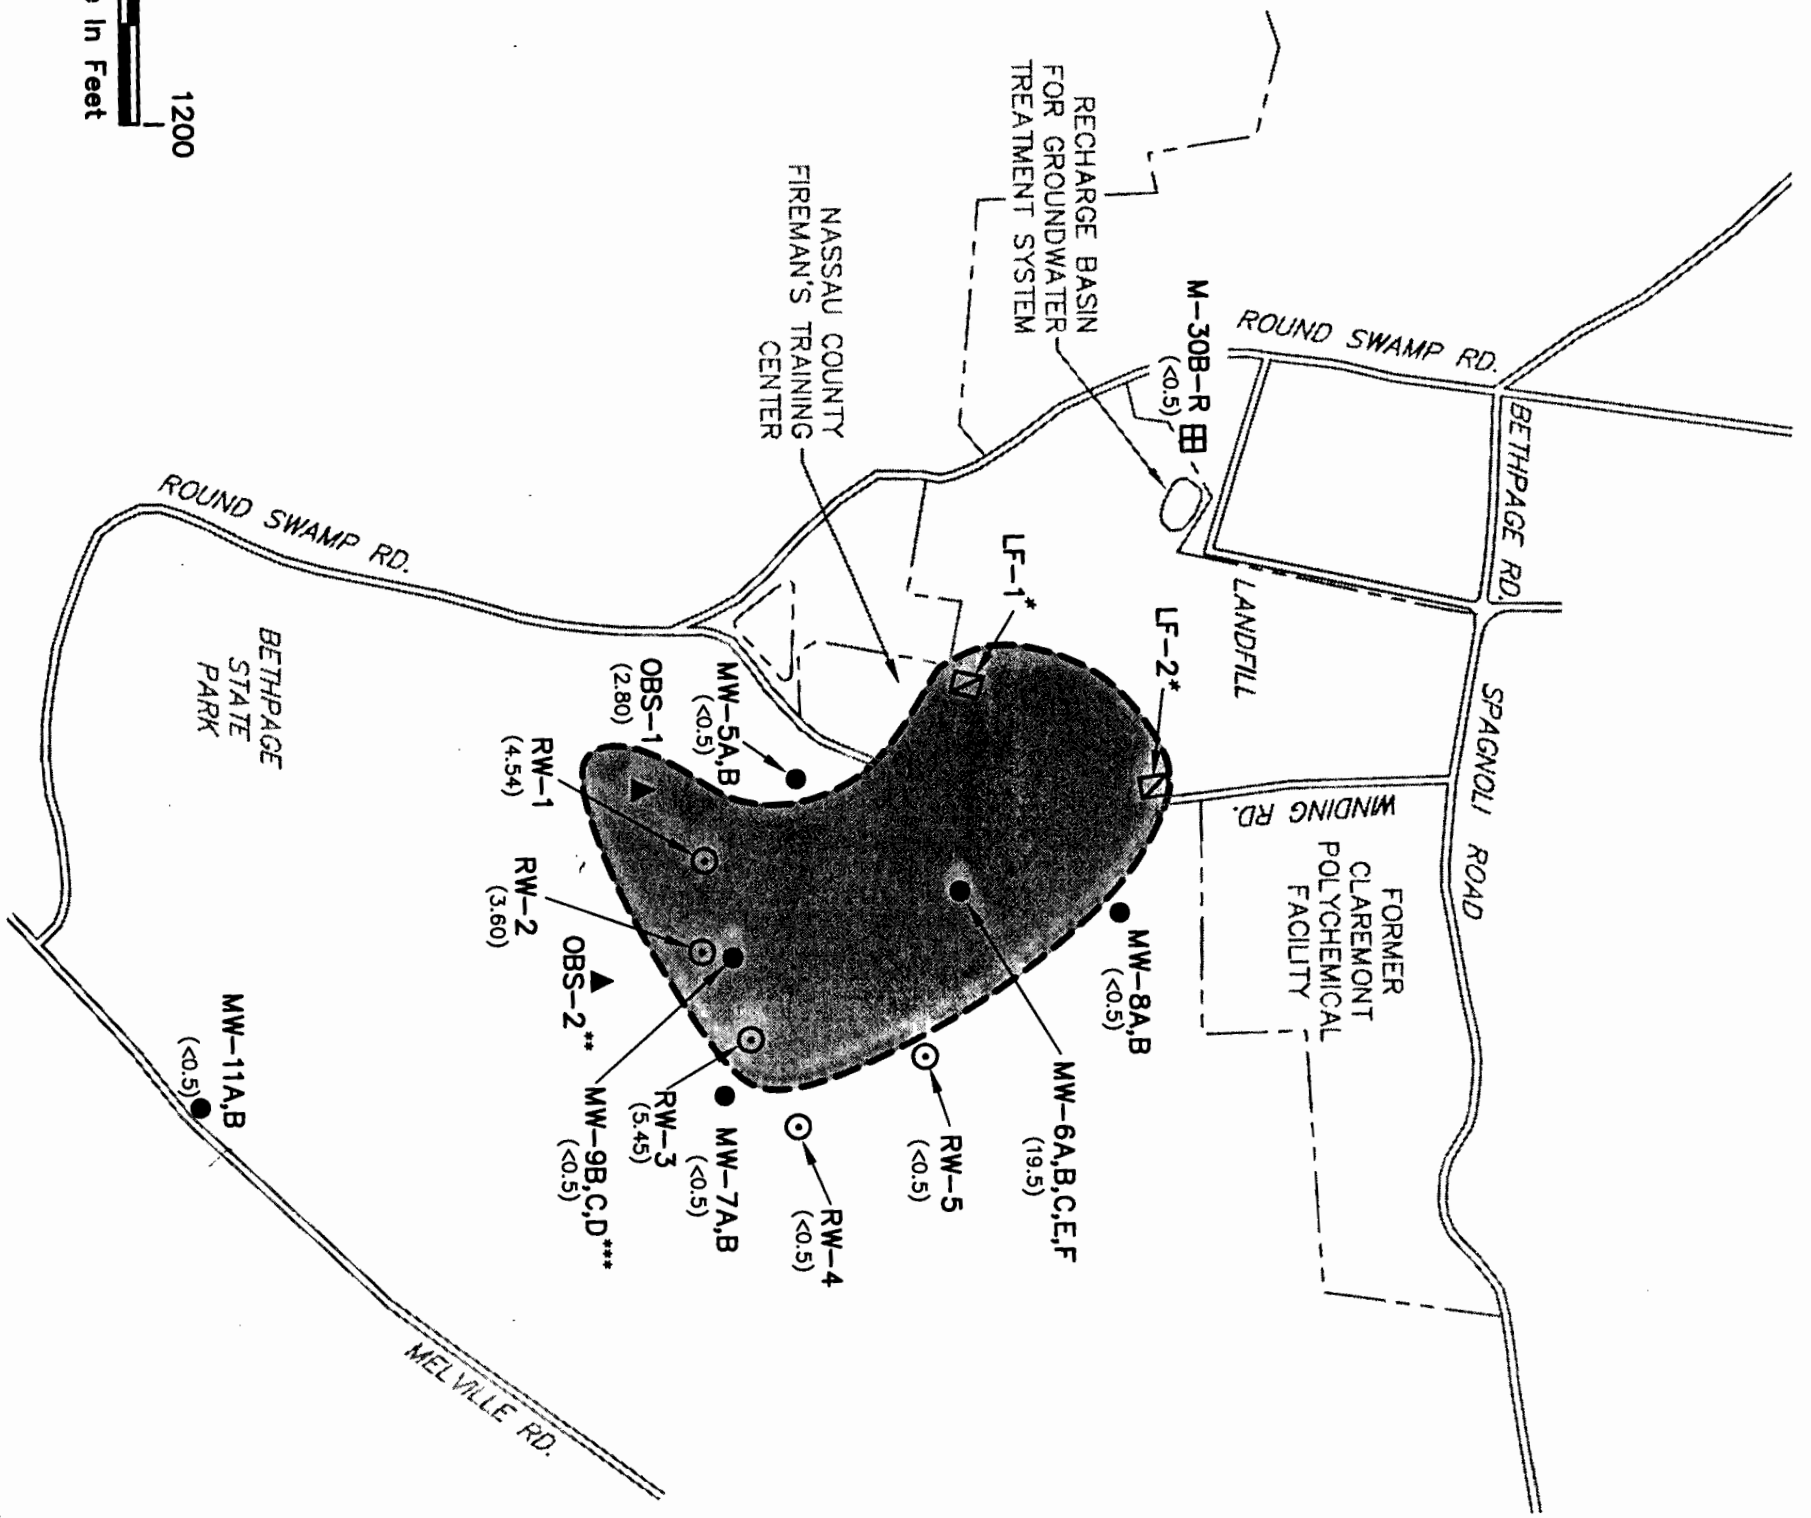 1200
e In Feet
RECHARGE BASIN
FOR GROUNDWATER
TREATMENT SYSTEM
NASSAU COUNTY
FIREMAN'S TRAINING
CENTER
M-30B-R
(<0.5)
ROUND SWAMP RD.
BETHPAGE RD.
LANDFILL
LF-1*
LF-2*
SPAGNOLI ROAD
WINDING RD.
FORMER
CLAREMONT
POLYCHEMICAL
FACILITY
ROUND SWAMP RD.
BETHPAGE
STATE
PARK
OBS-1
(2.80)
MW-5A,B
(<0.5)
RW-1
(4.54)
RW-2
(3.60)
OBS-2**
MW-8A,B
(<0.5)
MW-6A,B,C,E,F
(19.5)
RW-5
(<0.5)
RW-4
(<0.5)
MW-7A,B
(<0.5)
RW-3
(5.45)
MW-9B,C,D***
(<0.5)
MW-11A,B
(<0.5)
MELVILLE RD.